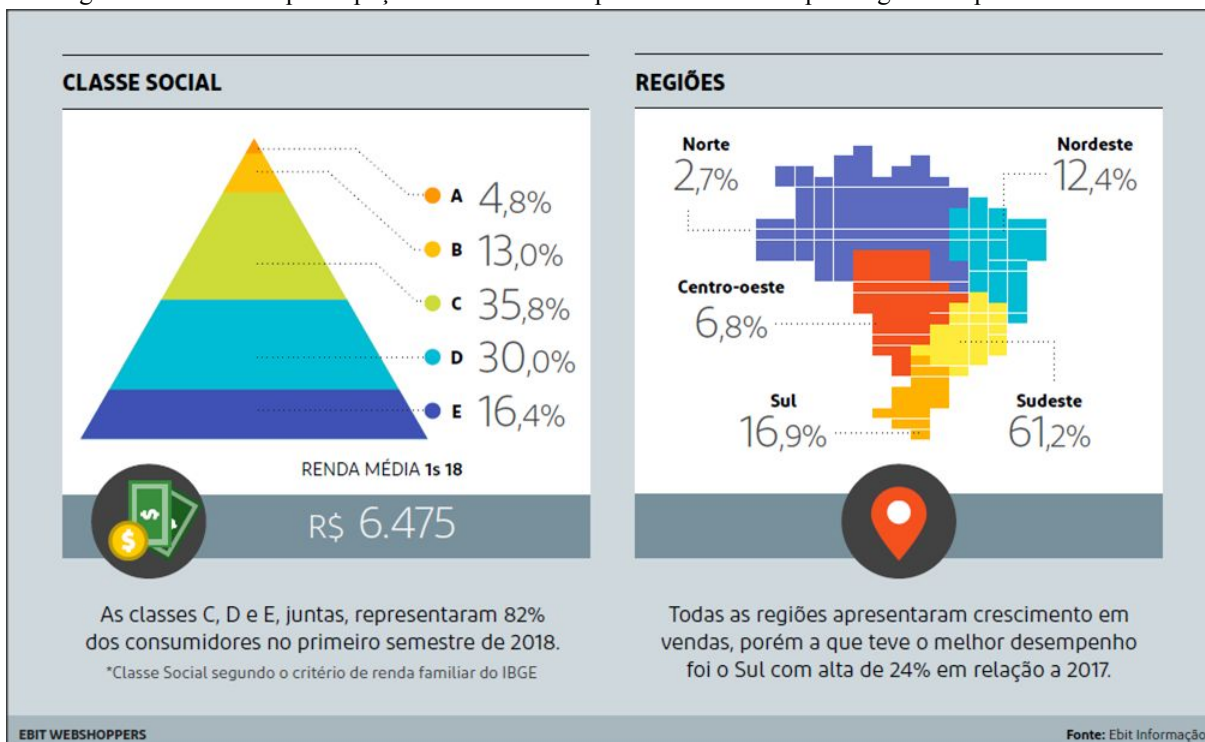 CLASSE SOCIAL
A 4,8%
B 13,0%
C 35,8%
D 30,0%
E 16,4%
RENDA MÉDIA 1s 18
R$ 6.475
As classes C, D e E, juntas, representaram 82%
dos consumidores no primeiro semestre de 2018.
*Classe Social segundo o critério de renda familiar do IBGE
REGIÕES
Norte
2,7%
Nordeste
12,4%
Centro-oeste
6,8%
Sul
16,9%
Sudeste
61,2%
Todas as regiões apresentaram crescimento em
vendas, porém a que teve o melhor desempenho
foi o Sul com alta de 24% em relação a 2017.
EBIT WEBSHOPPERS
Fonte: Ebit Informação